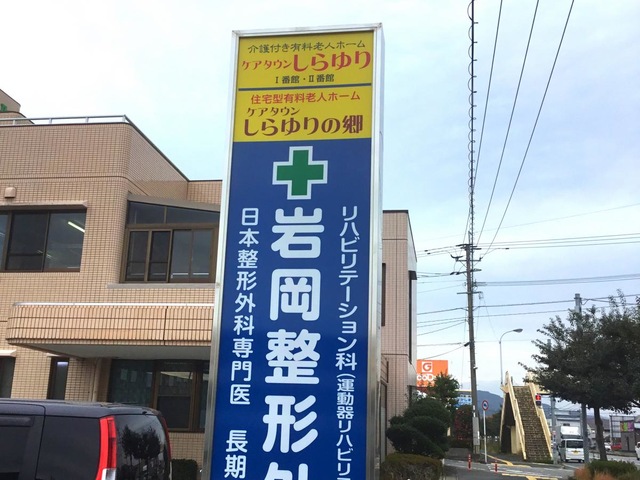 介護付き有料老人ホーム
ケアタウンしらゆり
Ⅰ番館・Ⅱ番館
住宅型有料老人ホーム
ケアタウン
しらゆりの郷
リハビリテーション科(運動器リハビリ
岩岡整形
日本整形外科専門医 長期